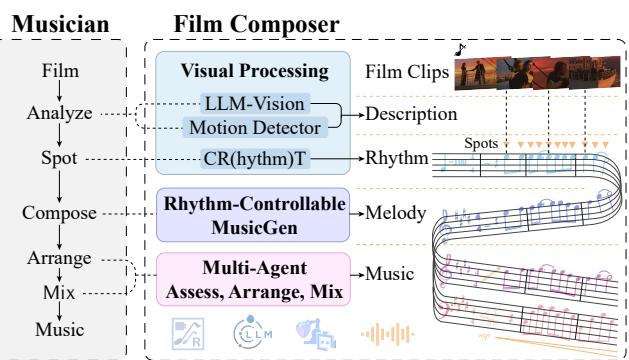 Musician
Film
Analyze
Spot
Compose
Arrange
Mix
Music
Film Composer
Visual Processing
LLM-Vision
Motion Detector
CR(hythm)T
Rhythm-Controllable
MusicGen
Multi-Agent
Assess, Arrange, Mix
Film Clips
Description
Spots
Rhythm
Melody
Music
LLM
mp